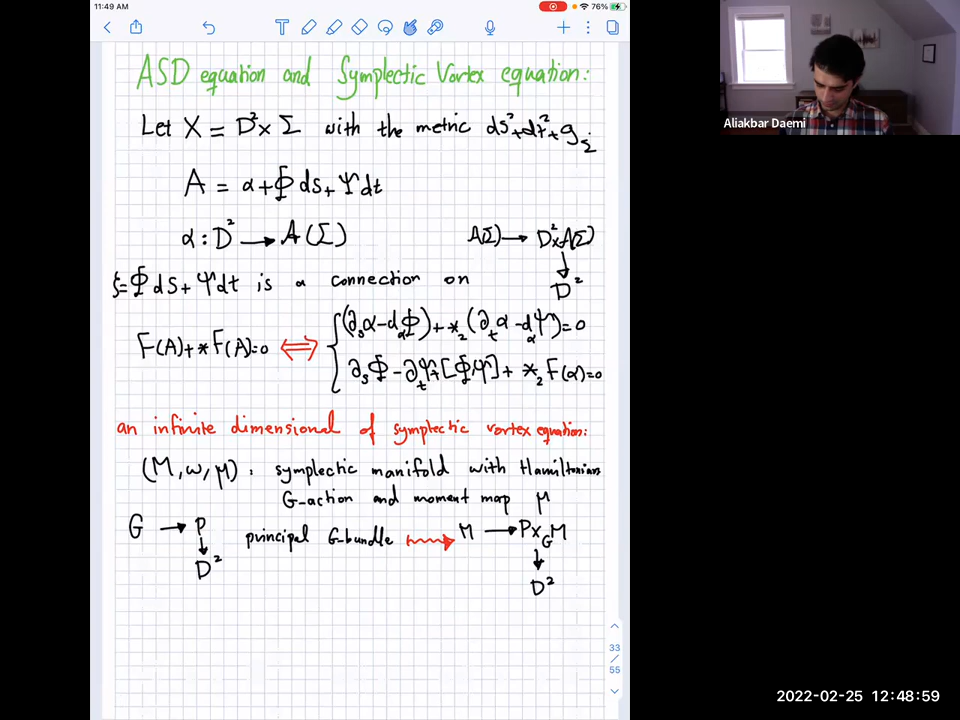 11:49 AM
76%
ASD equation and Symplectic Vortex equation:
Let X = D² × Σ with the metric ds²+dt²+g_Σ
A = α + Φ ds + Ψ dt
α : D² → A(Σ)
A(Σ) → D²×A(Σ)
↓
D²
ξ = Φ ds + Ψ dt is a connection on
F(A) + *F(A) = 0 ⟺ { (∂_s α − d_α Φ) + *₂ (∂_t α − d_α Ψ) = 0
∂_s Φ − ∂_t Ψ + [Φ,Ψ] + *₂ F(α) = 0
an infinite dimensional of symplectic vortex equation:
(M, ω, μ) : symplectic manifold with Hamiltonian
G-action and moment map μ
G → P principal G-bundle ⇝ M → P×_G M
↓ ↓
D² D²
33
/
55
Aliakbar Daemi
2022-02-25 12:48:59